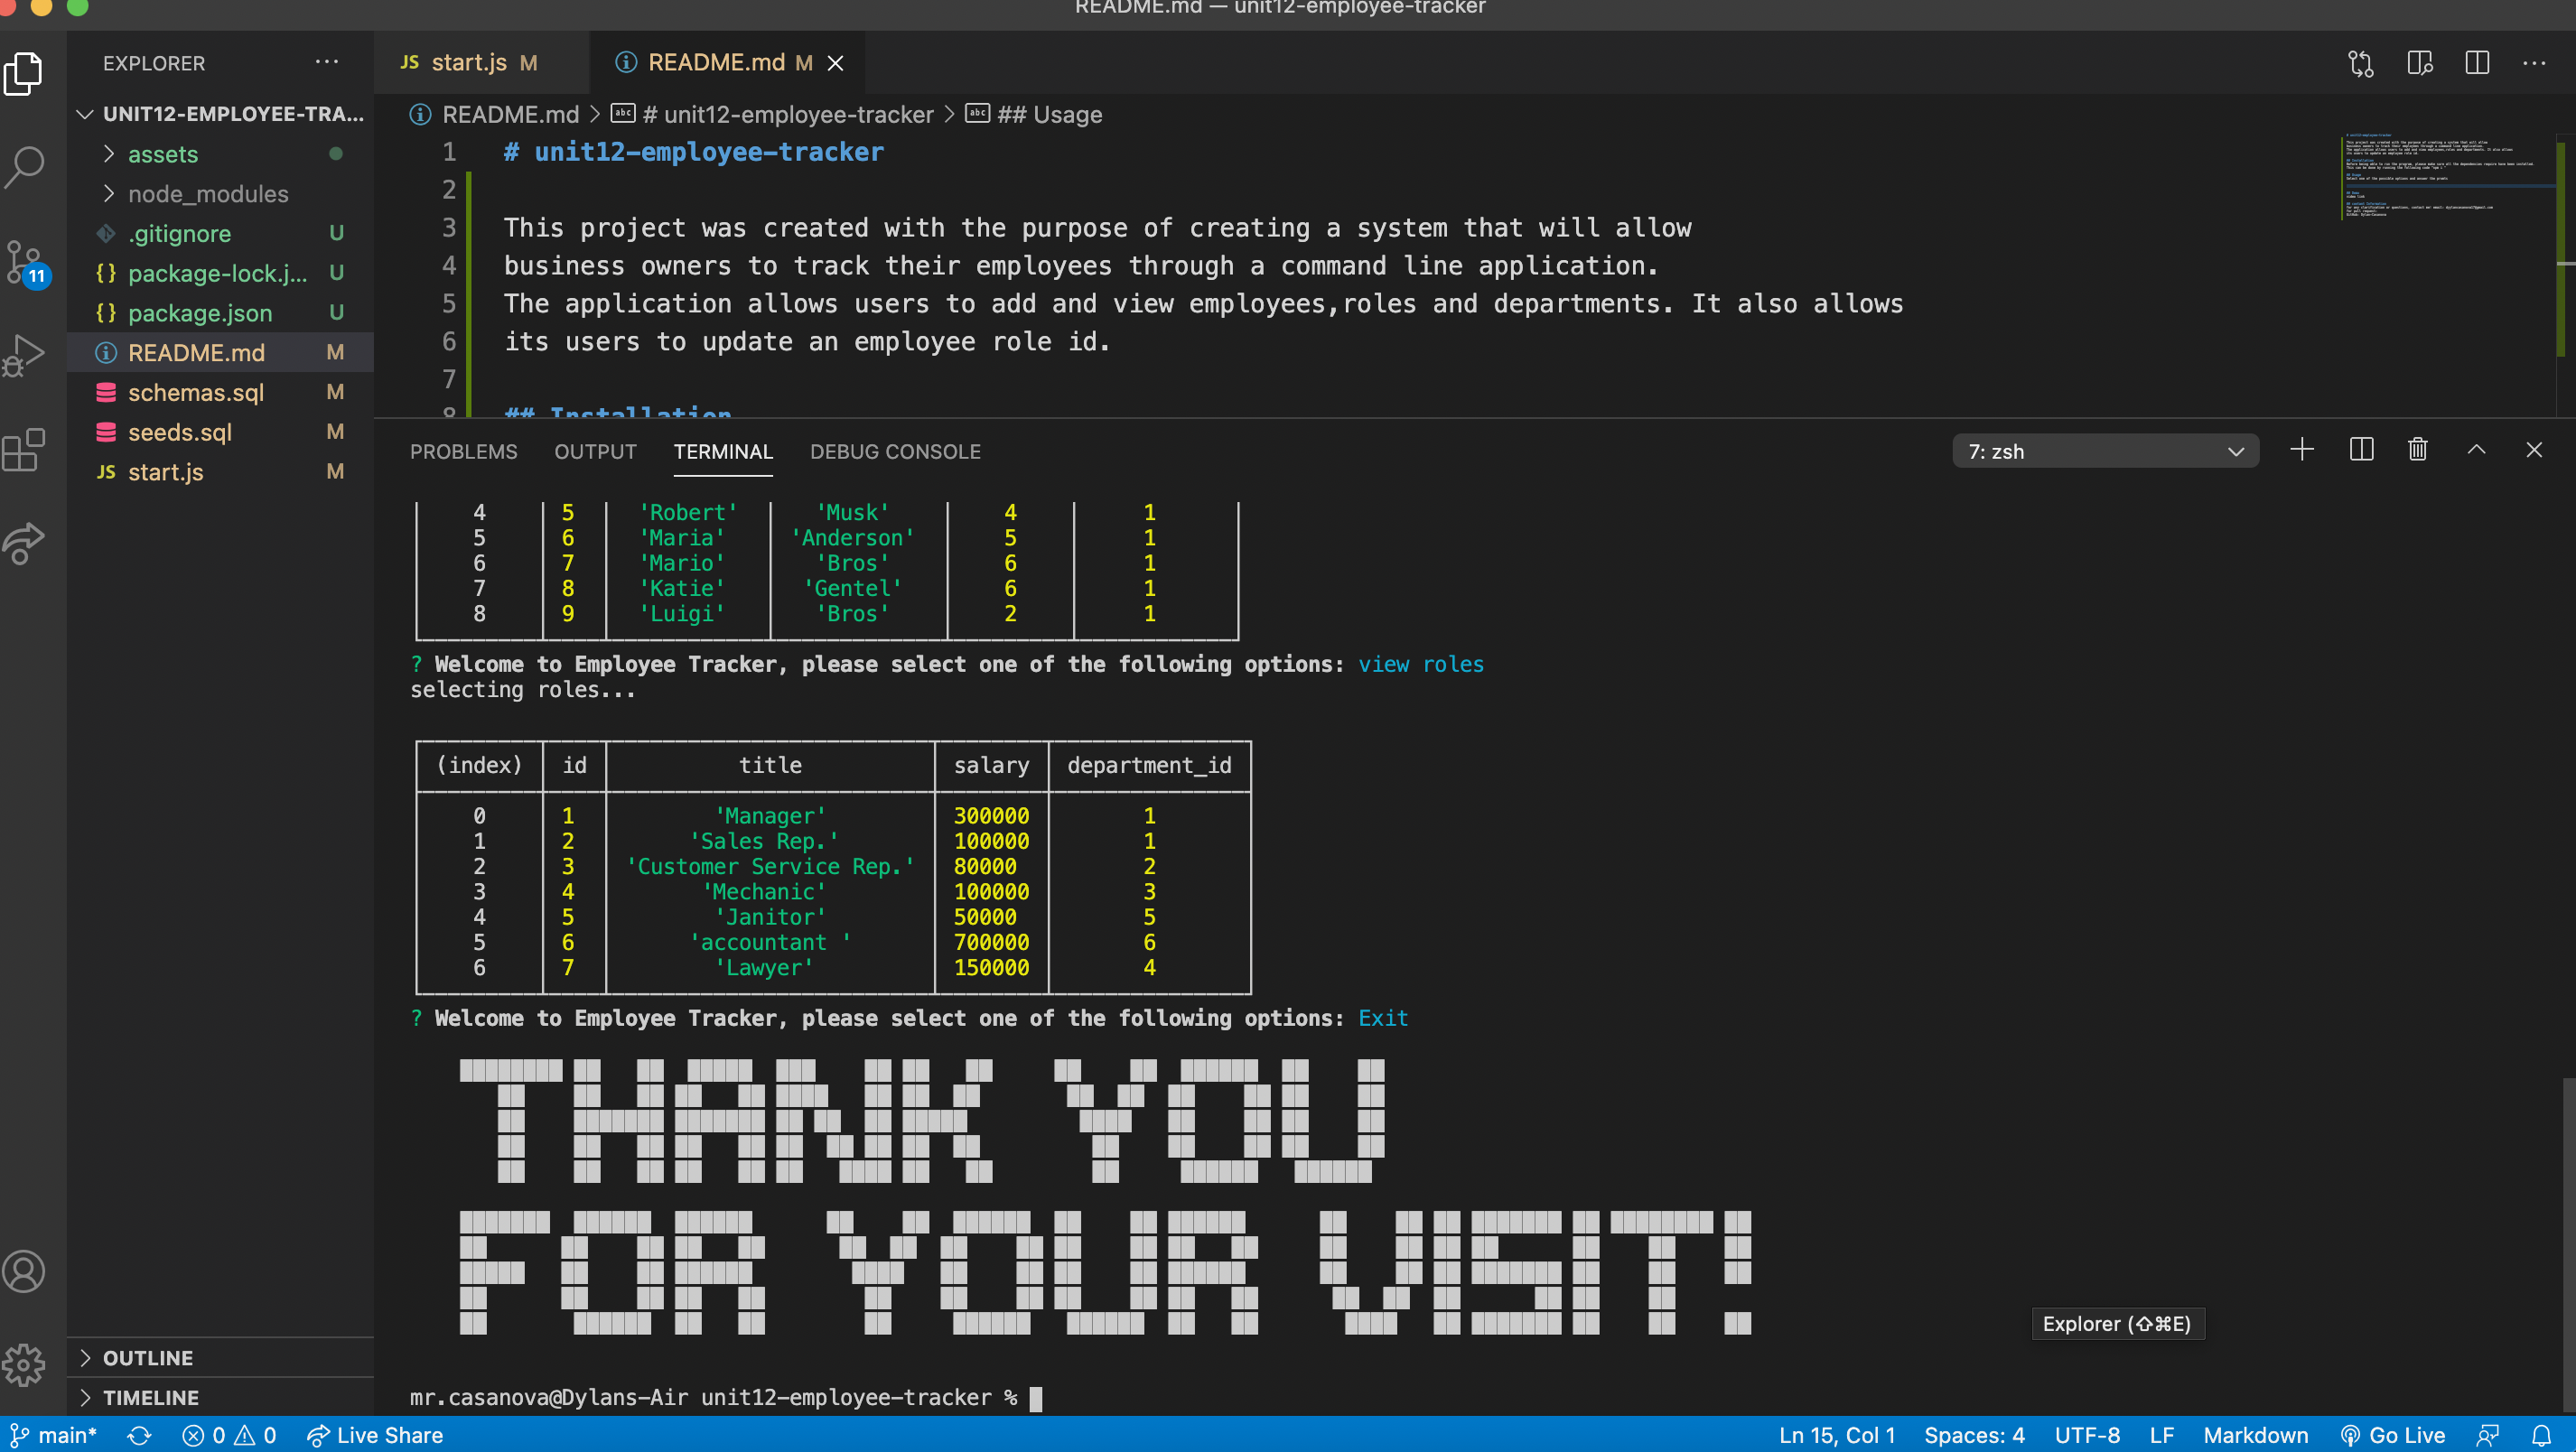 README.md — unit12-employee-tracker
EXPLORER
JS start.js M
README.md M
UNIT12-EMPLOYEE-TRA...
README.md > # unit12-employee-tracker > ## Usage
assets
node_modules
.gitignore U
{} package-lock.j... U
{} package.json U
README.md M
schemas.sql M
seeds.sql M
JS start.js M
11
1 # unit12-employee-tracker
2
3 This project was created with the purpose of creating a system that will allow
4 business owners to track their employees through a command line application.
5 The application allows users to add and view employees,roles and departments. It also allows
6 its users to update an employee role id.
7
8 ## Installation
PROBLEMS OUTPUT TERMINAL DEBUG CONSOLE
7: zsh
4 5 'Robert' 'Musk' 4 1
5 6 'Maria' 'Anderson' 5 1
6 7 'Mario' 'Bros' 6 1
7 8 'Katie' 'Gentel' 6 1
8 9 'Luigi' 'Bros' 2 1
? Welcome to Employee Tracker, please select one of the following options: view roles
selecting roles...
(index) id title salary department_id
0 1 'Manager' 300000 1
1 2 'Sales Rep.' 100000 1
2 3 'Customer Service Rep.' 80000 2
3 4 'Mechanic' 100000 3
4 5 'Janitor' 50000 5
5 6 'accountant ' 700000 6
6 7 'Lawyer' 150000 4
? Welcome to Employee Tracker, please select one of the following options: Exit
THANK YOU
FOR YOUR VISIT!
Explorer (⇧⌘E)
mr.casanova@Dylans-Air unit12-employee-tracker %
OUTLINE
TIMELINE
main* 0 0 Live Share
Ln 15, Col 1 Spaces: 4 UTF-8 LF Markdown Go Live